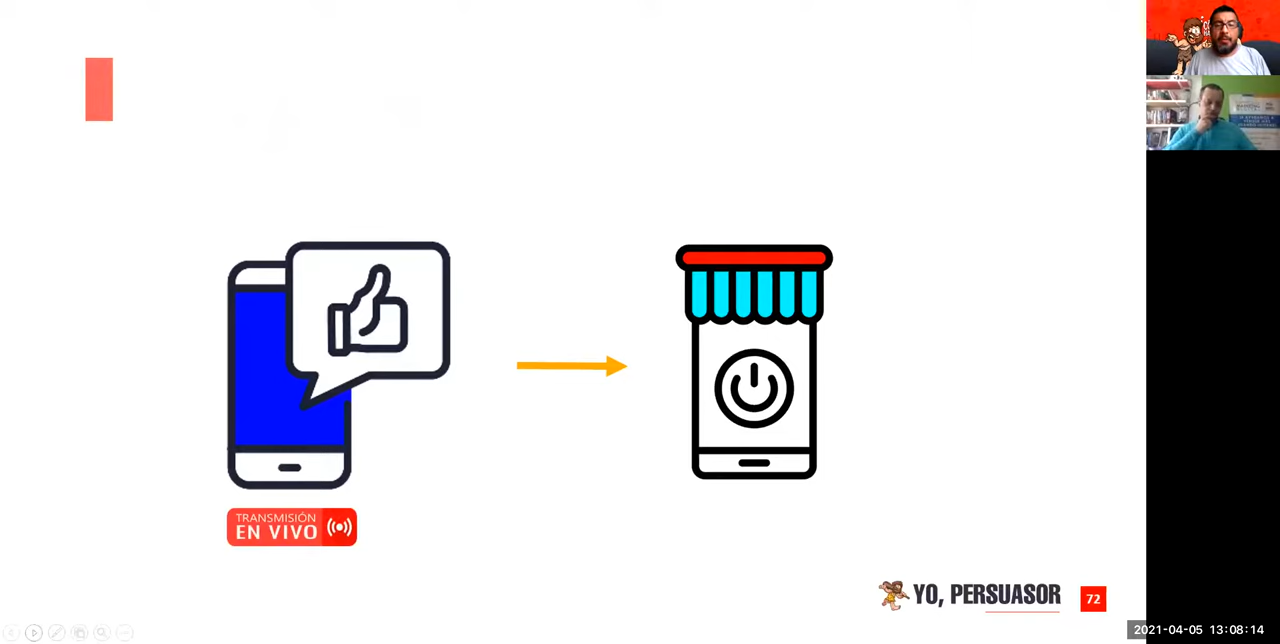 TRANSMISIÓN
EN VIVO
YO, PERSUASOR
72
2021-04-05 13:08:14